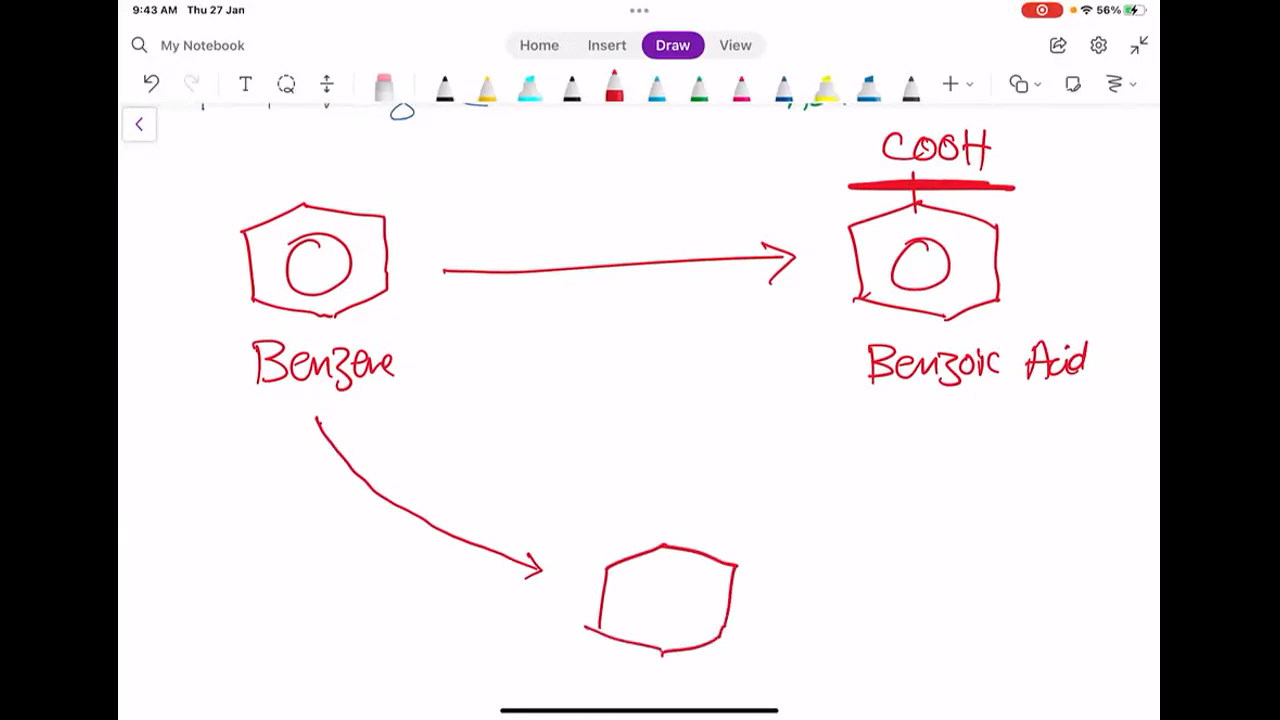 9:43 AM Thu 27 Jan
56%
My Notebook
Home Insert Draw View
COOH
Benzene
Benzoic Acid